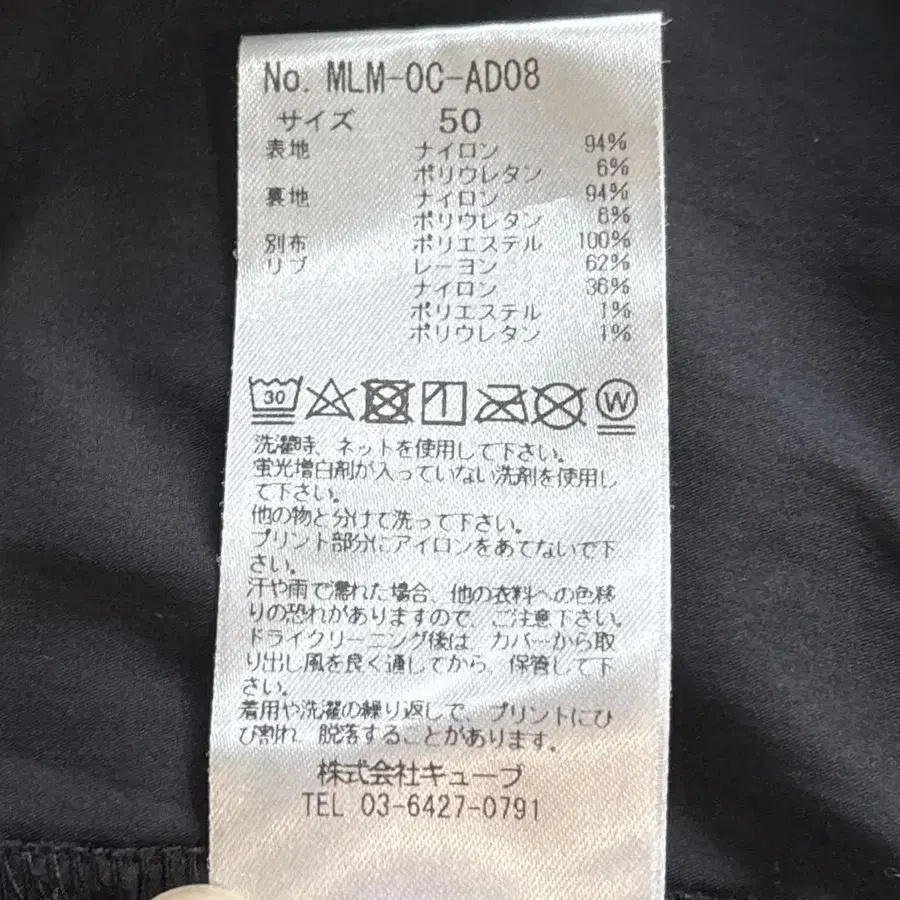 No. MLM-OC-AD08
サイズ 50
表地 ナイロン 94%
ポリウレタン 6%
裏地 ナイロン 94%
ポリウレタン 6%
別布 ポリエステル 100%
リブ レーヨン 62%
ナイロン 36%
ポリエステル 1%
ポリウレタン 1%
30 W
洗濯時、ネットを使用して下さい。
蛍光増白剤が入っていない洗剤を使用し
て下さい。
他の物と分けて洗って下さい。
プリント部分にアイロンをあてないで下
さい。
汗や雨で濡れた場合、他の衣料への色移
りの恐れがありますので、ご注意下さい。
ドライクリーニング後は、カバーから取
り出し風を良く通してから、保管して下
さい。
着用や洗濯の繰り返しで、プリントにひ
び割れ、脱落することがあります。
株式会社キューブ
TEL 03-6427-0791